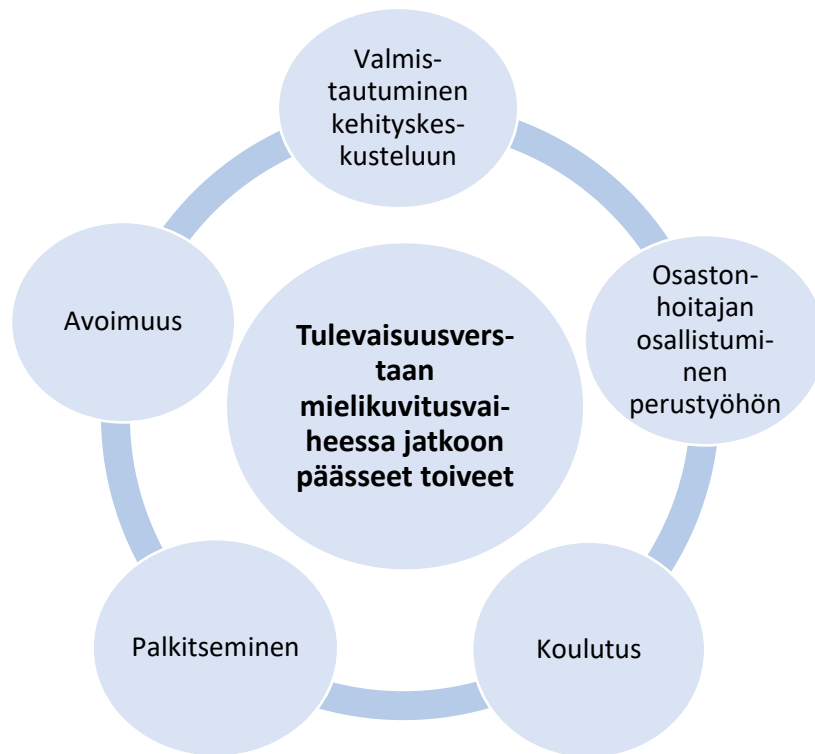 Valmis-
tautuminen
kehityskes-
kusteluun
Avoimuus
Osaston-
hoitajan
osallistumi-
nen
perustyöhön
Tulevaisuusvers-
taan
mielikuvitusvai-
heessa jatkoon
päässeet toiveet
Palkitseminen
Koulutus